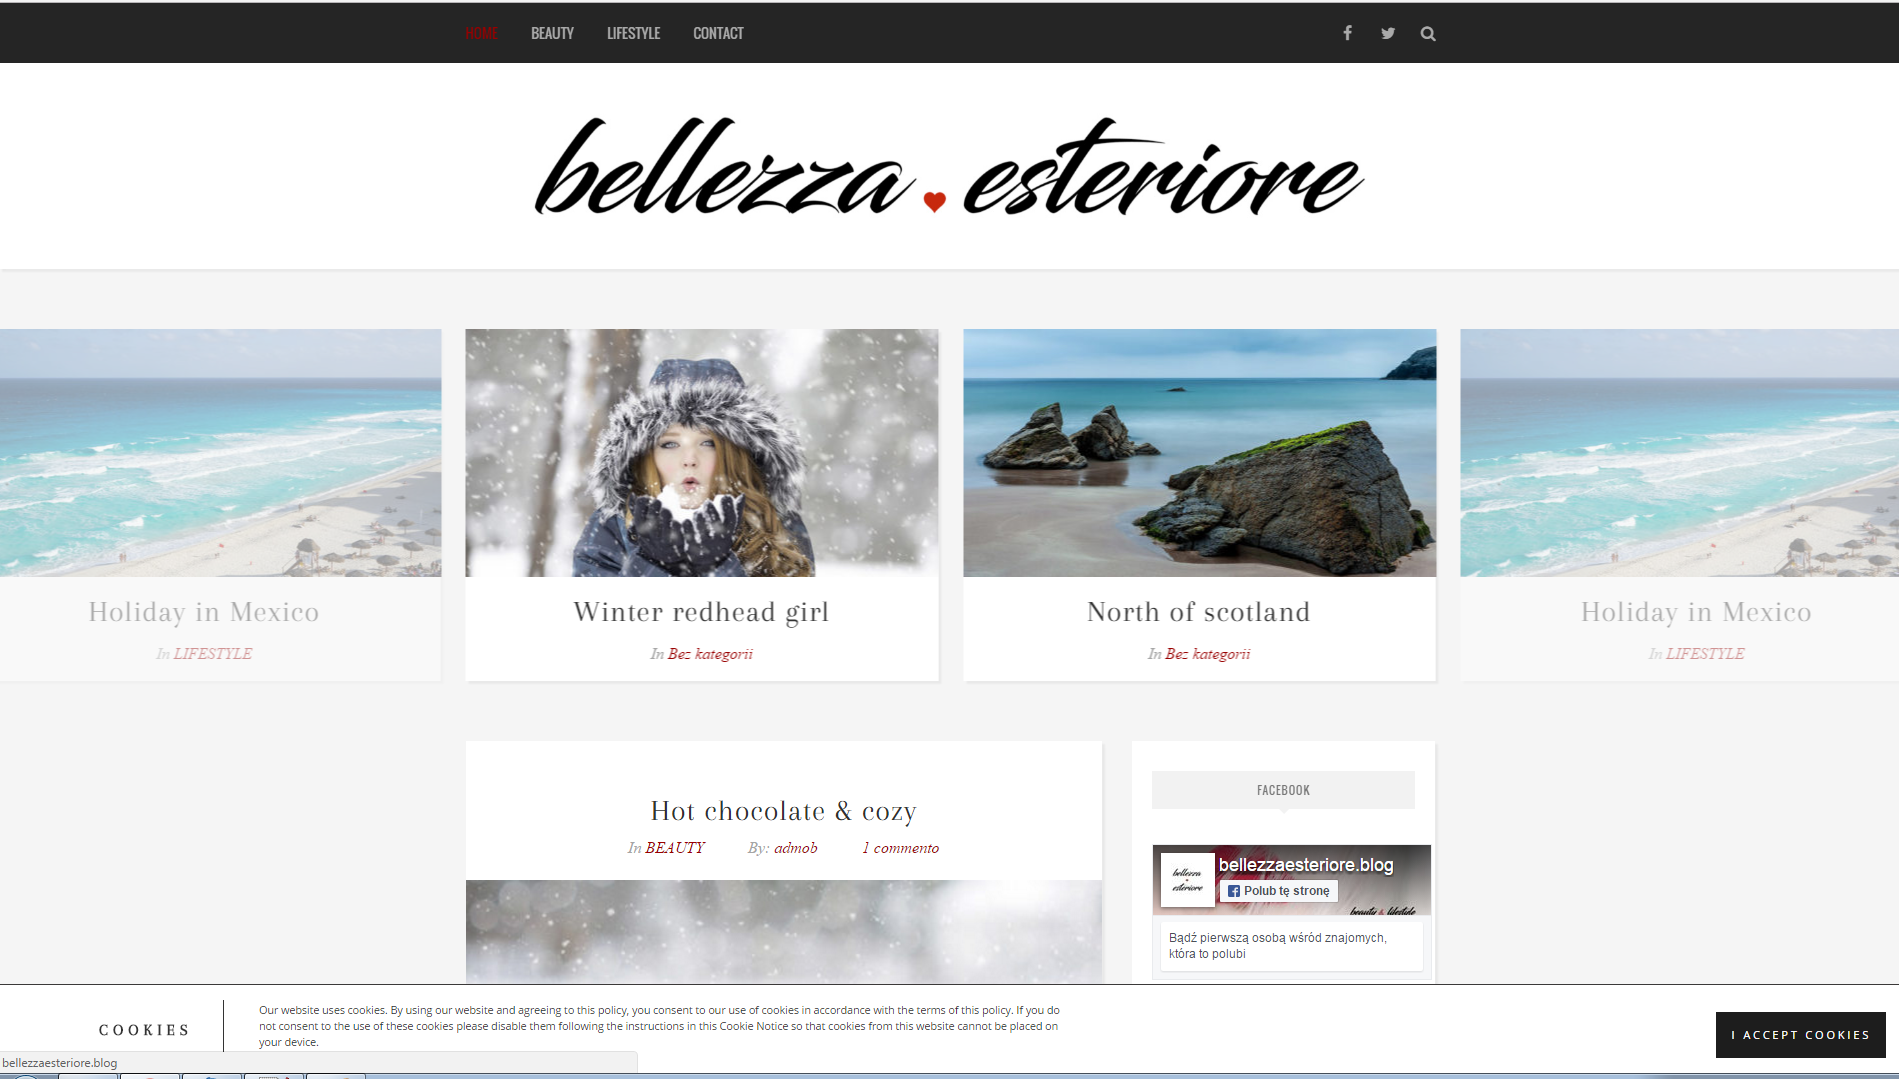 HOME BEAUTY LIFESTYLE CONTACT
bellezza esteriore
Holiday in Mexico
In LIFESTYLE
Winter redhead girl
In Bez kategorii
North of scotland
In Bez kategorii
Holiday in Mexico
In LIFESTYLE
Hot chocolate & cozy
In BEAUTY By: admob 1 commento
FACEBOOK
bellezza
esteriore
bellezzaesteriore.blog
Polub tę stronę
beauty & lifestyle
Bądź pierwszą osobą wśród znajomych,
która to polubi
COOKIES
Our website uses cookies. By using our website and agreeing to this policy, you consent to our use of cookies in accordance with the terms of this policy. If you do
not consent to the use of these cookies please disable them following the instructions in this Cookie Notice so that cookies from this website cannot be placed on
your device.
I ACCEPT COOKIES
bellezzaesteriore.blog